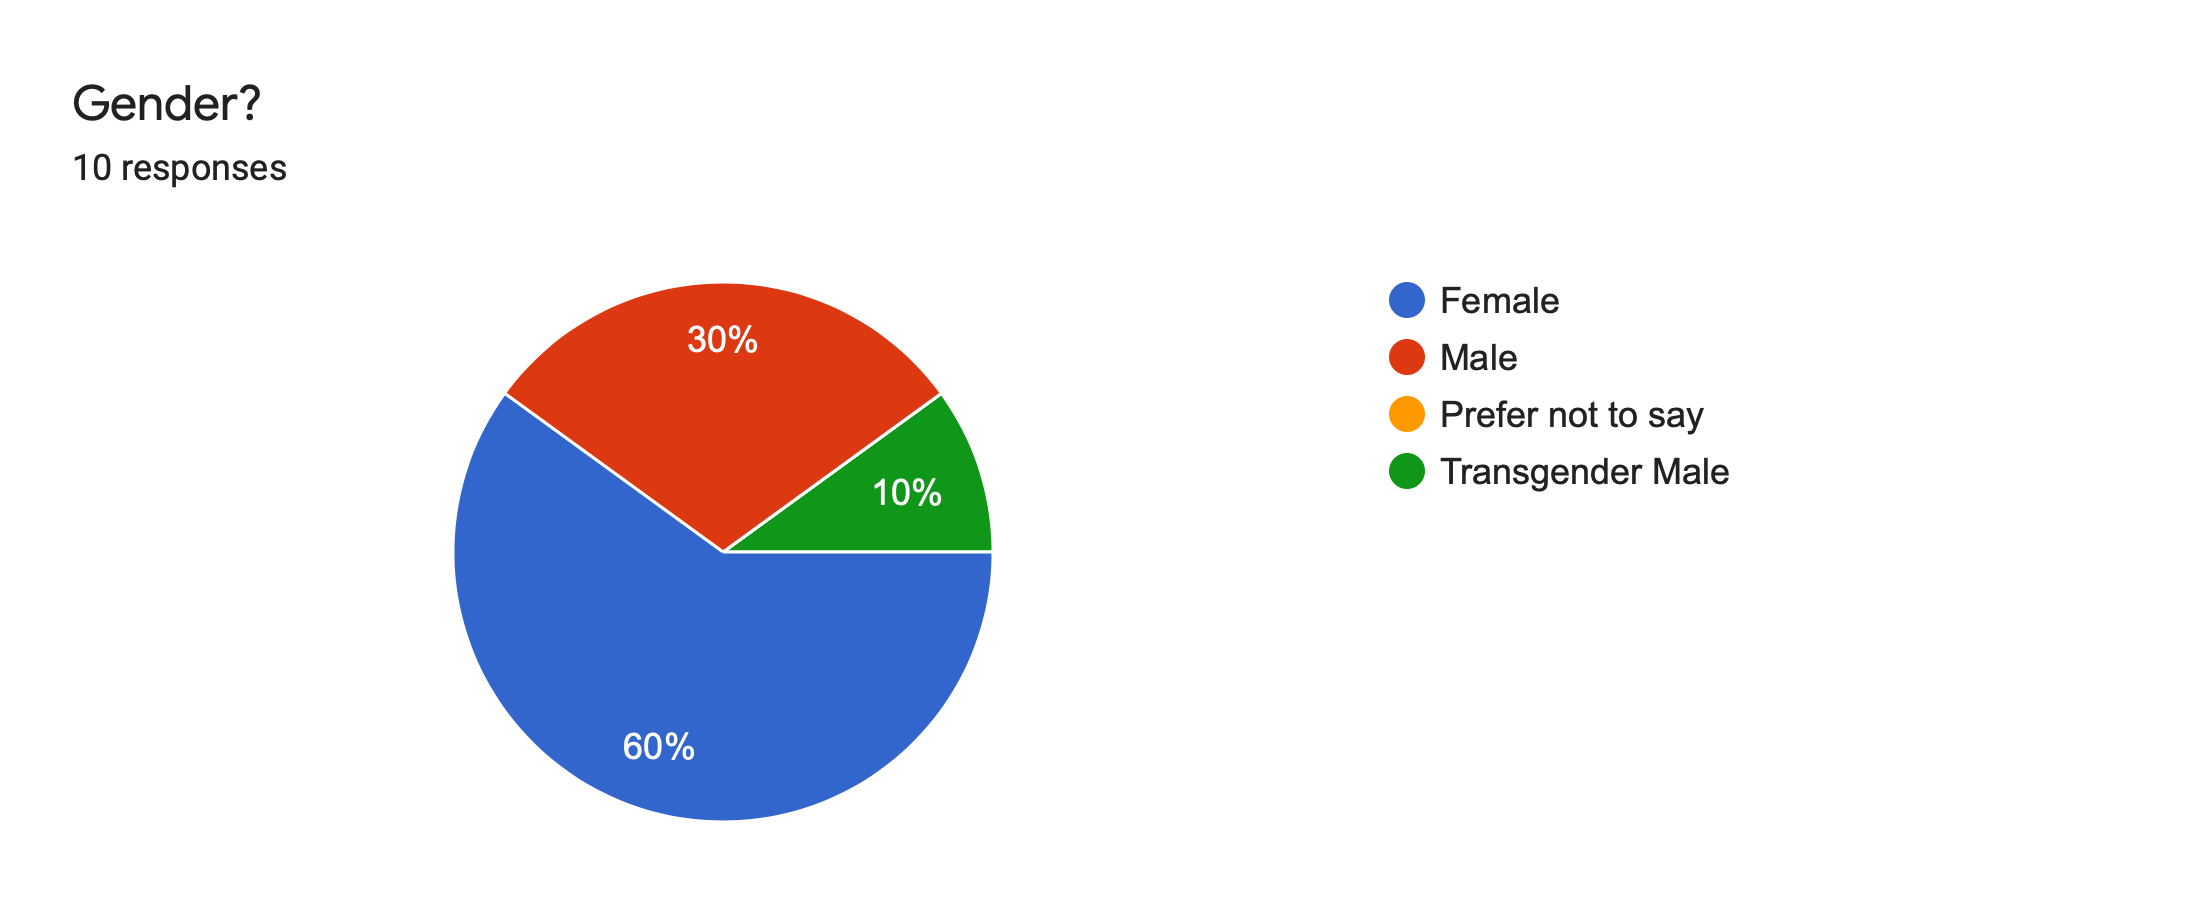 Gender?
10 responses
30%
10%
60%
Female
Male
Prefer not to say
Transgender Male